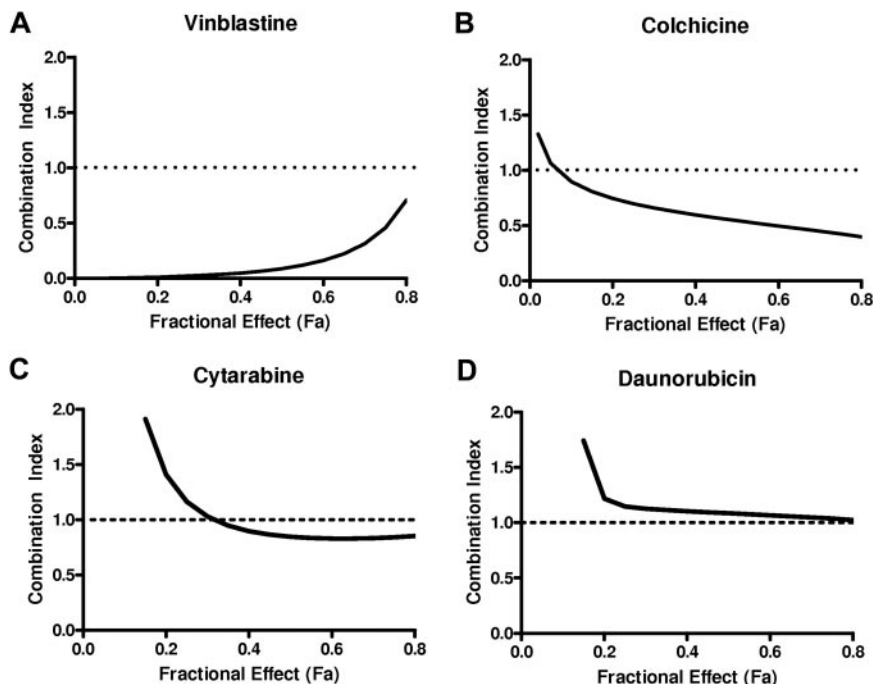 A
Vinblastine
2.0
1.5
1.0
0.5
0.0
Combination Index
0.0 0.2 0.4 0.6 0.8
Fractional Effect (Fa)
B
Colchicine
2.0
1.5
1.0
0.5
0.0
Combination Index
0.0 0.2 0.4 0.6 0.8
Fractional Effect (Fa)
C
Cytarabine
2.0
1.5
1.0
0.5
0.0
Combination Index
0.0 0.2 0.4 0.6 0.8
Fractional Effect (Fa)
D
Daunorubicin
2.0
1.5
1.0
0.5
0.0
Combination Index
0.0 0.2 0.4 0.6 0.8
Fractional Effect (Fa)